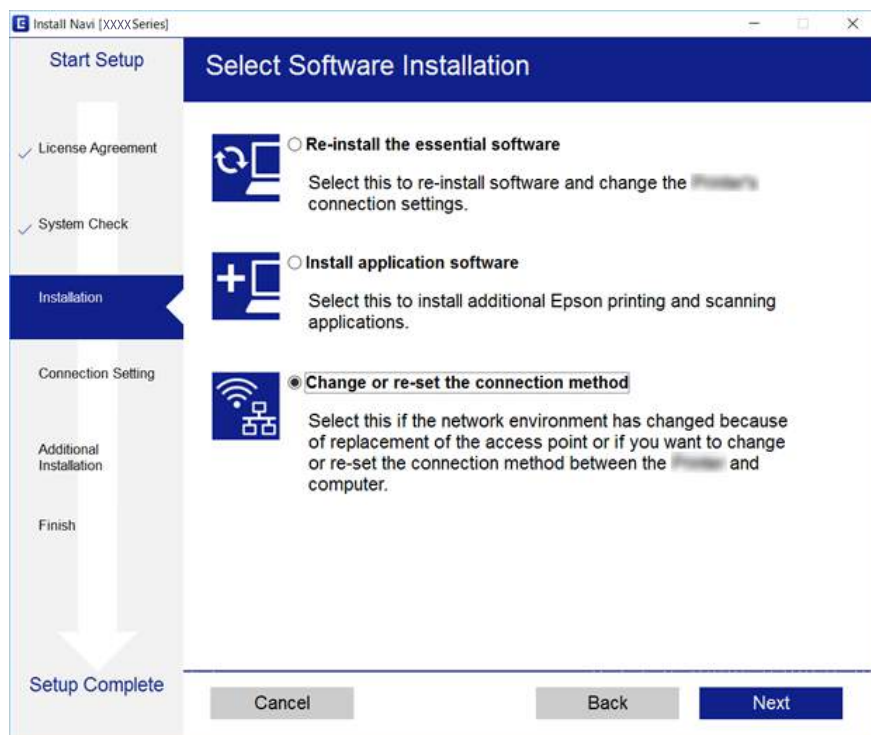 Install Navi [XXXX Series]
Start Setup
License Agreement
System Check
Installation
Connection Setting
Additional
Installation
Finish
Setup Complete
Select Software Installation
Re-install the essential software
Select this to re-install software and change the
connection settings.
Install application software
Select this to install additional Epson printing and scanning
applications.
Change or re-set the connection method
Select this if the network environment has changed because
of replacement of the access point or if you want to change
or re-set the connection method between the and
computer.
Cancel
Back
Next